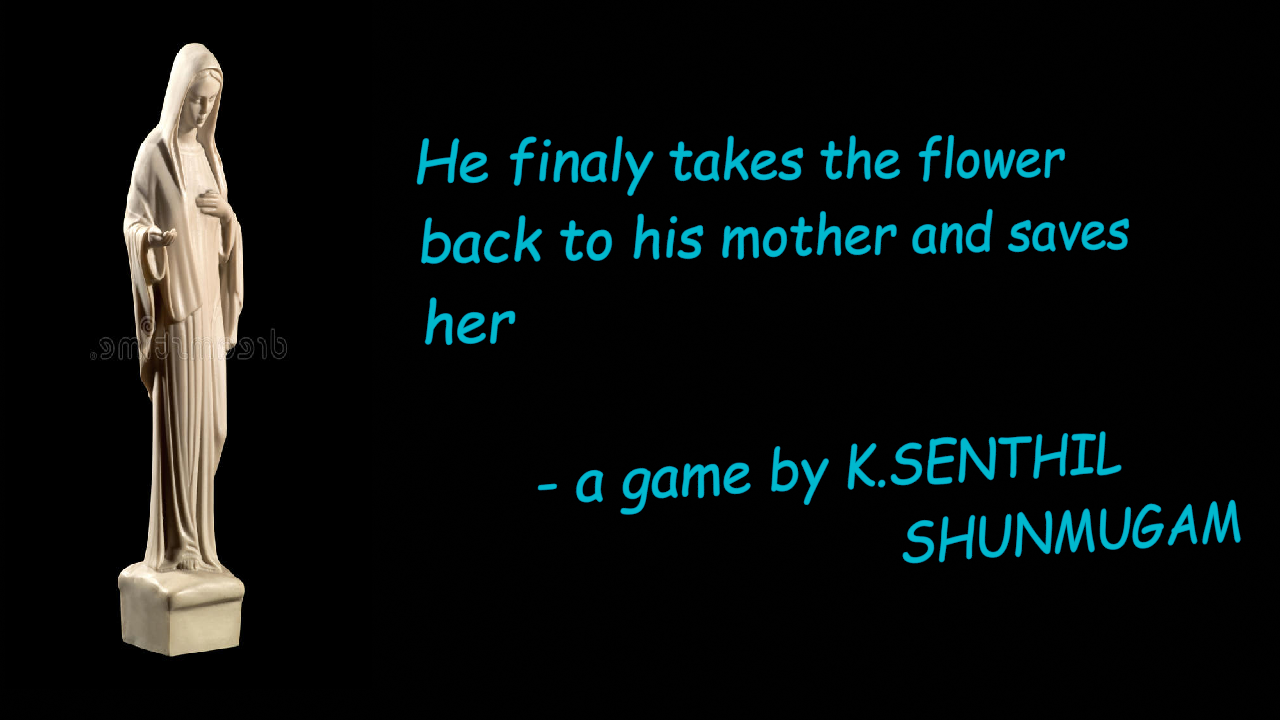 He finaly takes the flower
back to his mother and saves
her
- a game by K.SENTHIL
SHUNMUGAM